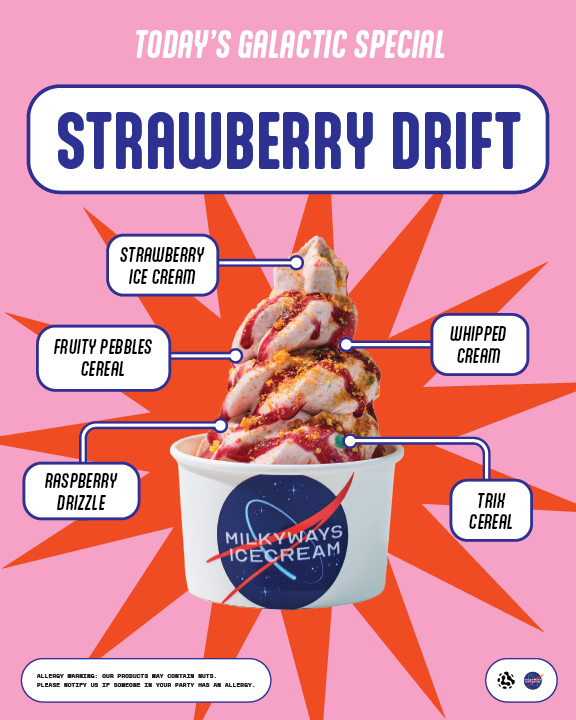 TODAY'S GALACTIC SPECIAL
STRAWBERRY DRIFT
STRAWBERRY
ICE CREAM
FRUITY PEBBLES
CEREAL
WHIPPED
CREAM
RASPBERRY
DRIZZLE
TRIX
CEREAL
MILKYWAYS
ICECREAM
ALLERGY WARNING: OUR PRODUCTS MAY CONTAIN NUTS.
PLEASE NOTIFY US IF SOMEONE IN YOUR PARTY HAS AN ALLERGY.